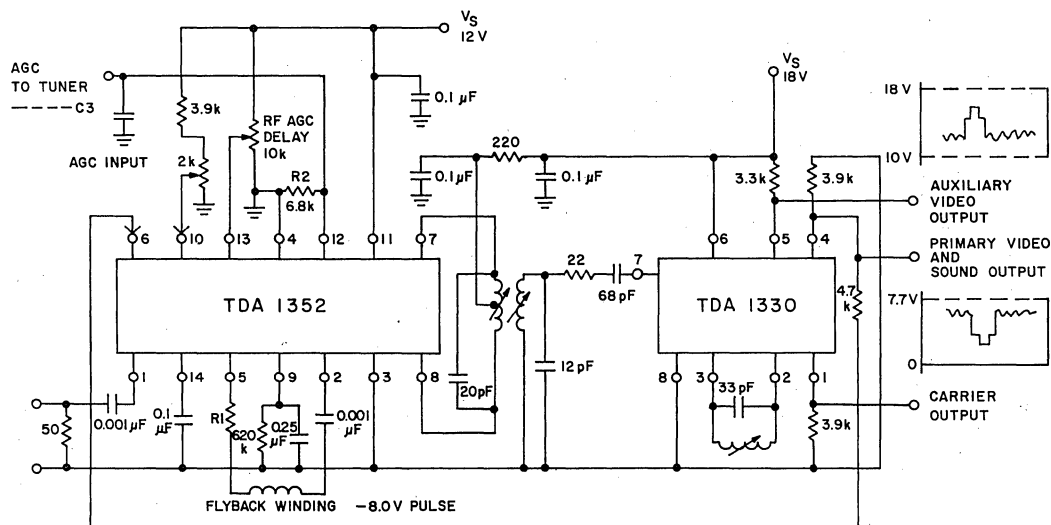 V_S
12 V
AGC
TO TUNER
C3
3.9k
AGC INPUT
2k
RF AGC
DELAY
10k
R2
6.8k
0.1 µF
0.1 µF
220
0.1 µF
V_S
18V
3.3k
3.9k
18 V
10V
AUXILIARY
VIDEO
OUTPUT
PRIMARY VIDEO
AND
SOUND OUTPUT
4.7
k
7.7V
0
CARRIER
OUTPUT
6
10
13
4
12
11
7
TDA 1352
1
14
5
9
2
3
8
22
68 pF
7
20pF
12 pF
6
5
4
TDA 1330
8
3
33 pF
2
1
3.9k
50
0.001µF
0.1
µF
R1
620
k
0.25
µF
0.001
µF
FLYBACK WINDING −8.0V PULSE